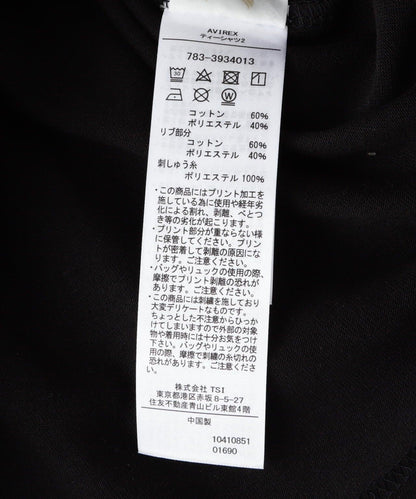 AVIREX
ティーシャツ2
783-3934013
30
コットン 60%
ポリエステル 40%
リブ部分
コットン 60%
ポリエステル 40%
刺しゅう糸
ポリエステル 100%
・この商品にはプリント加工を
施している為に使用や経年劣
化による割れ、剥離、べとつ
き等の劣化が起こります。
・プリント部分が重ならない様
に保管してください。プリン
トが密着して剥離の原因にな
ります。ご注意ください。
・バッグやリュックの使用の際、
摩擦でプリント剥離の恐れが
あります。ご注意ください。
・この商品には刺繍を施しており
大変デリケートなものです。
ちょっとした不注意からひっか
けてしまいますので外部の対象
物や着用時には十分お気をつけ
下さい。バッグやリュックの使用
の際、摩擦で刺繍の糸切れの
恐れがあります。ご注意くださ
い。
株式会社 TSI
東京都港区赤坂8-5-27
住友不動産青山ビル東館4階
中国製
10410851
01690